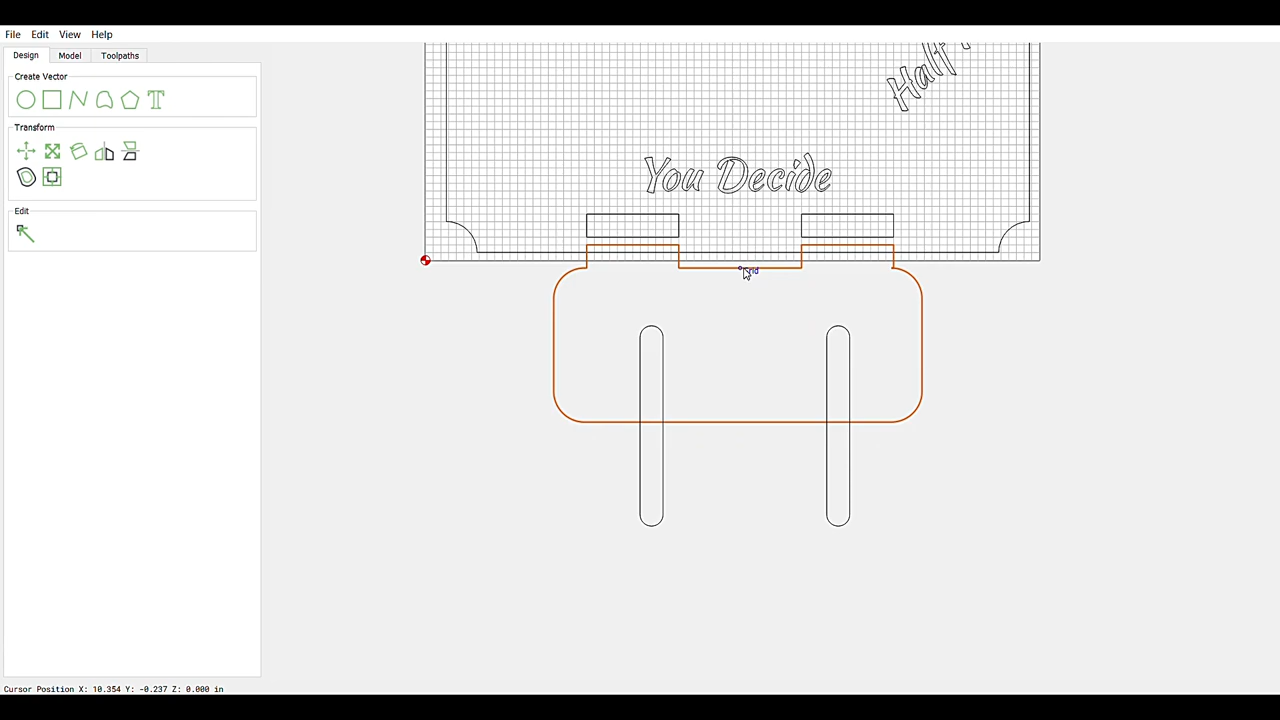 File Edit View Help
Design Model Toolpaths
Create Vector
Transform
Edit
Half
You Decide
Cursor Position X: 10.354 Y: -0.237 Z: 0.000 in